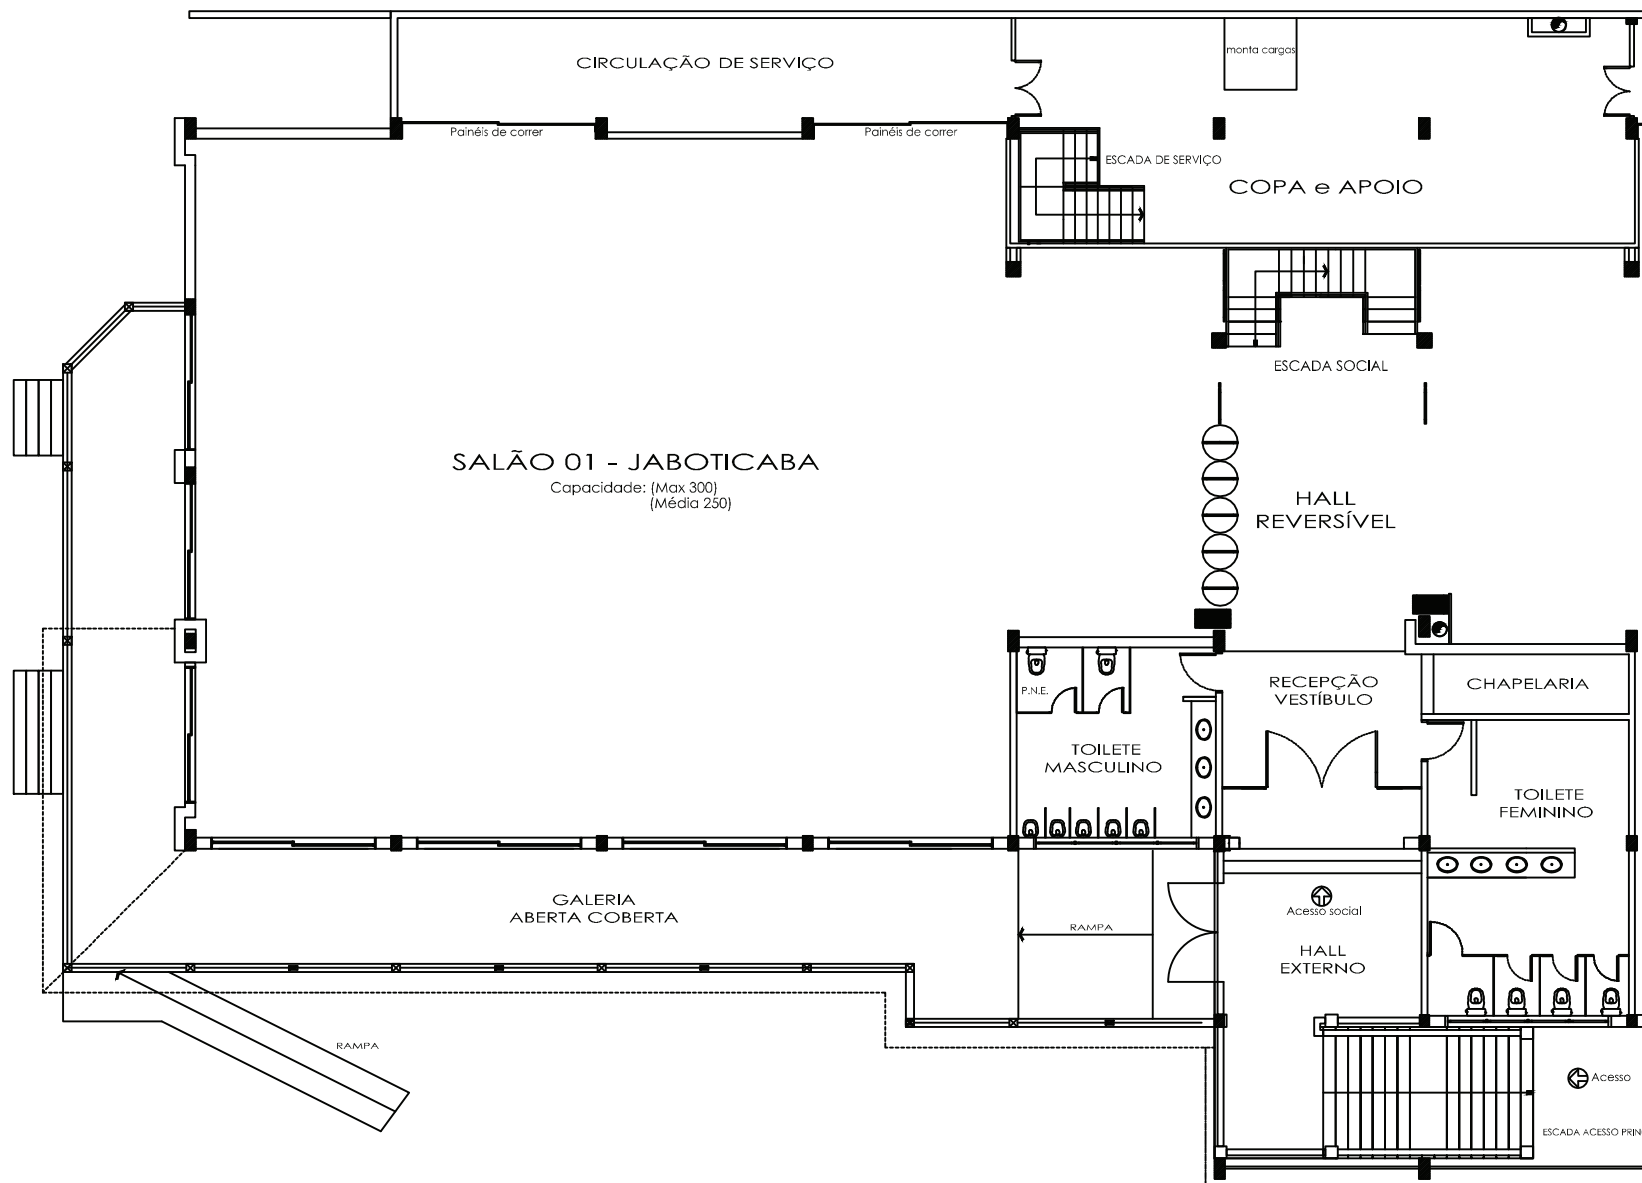 monta cargas
CIRCULAÇÃO DE SERVIÇO
Painéis de correr
Painéis de correr
ESCADA DE SERVIÇO
COPA e APOIO
ESCADA SOCIAL
SALÃO 01 - JABOTICABA
Capacidade: (Max 300)
(Média 250)
HALL
REVERSÍVEL
P.N.E.
RECEPÇÃO
VESTÍBULO
CHAPELARIA
TOILETE
MASCULINO
TOILETE
FEMININO
GALERIA
ABERTA COBERTA
RAMPA
Acesso social
HALL
EXTERNO
RAMPA
Acesso
ESCADA ACESSO PRIN